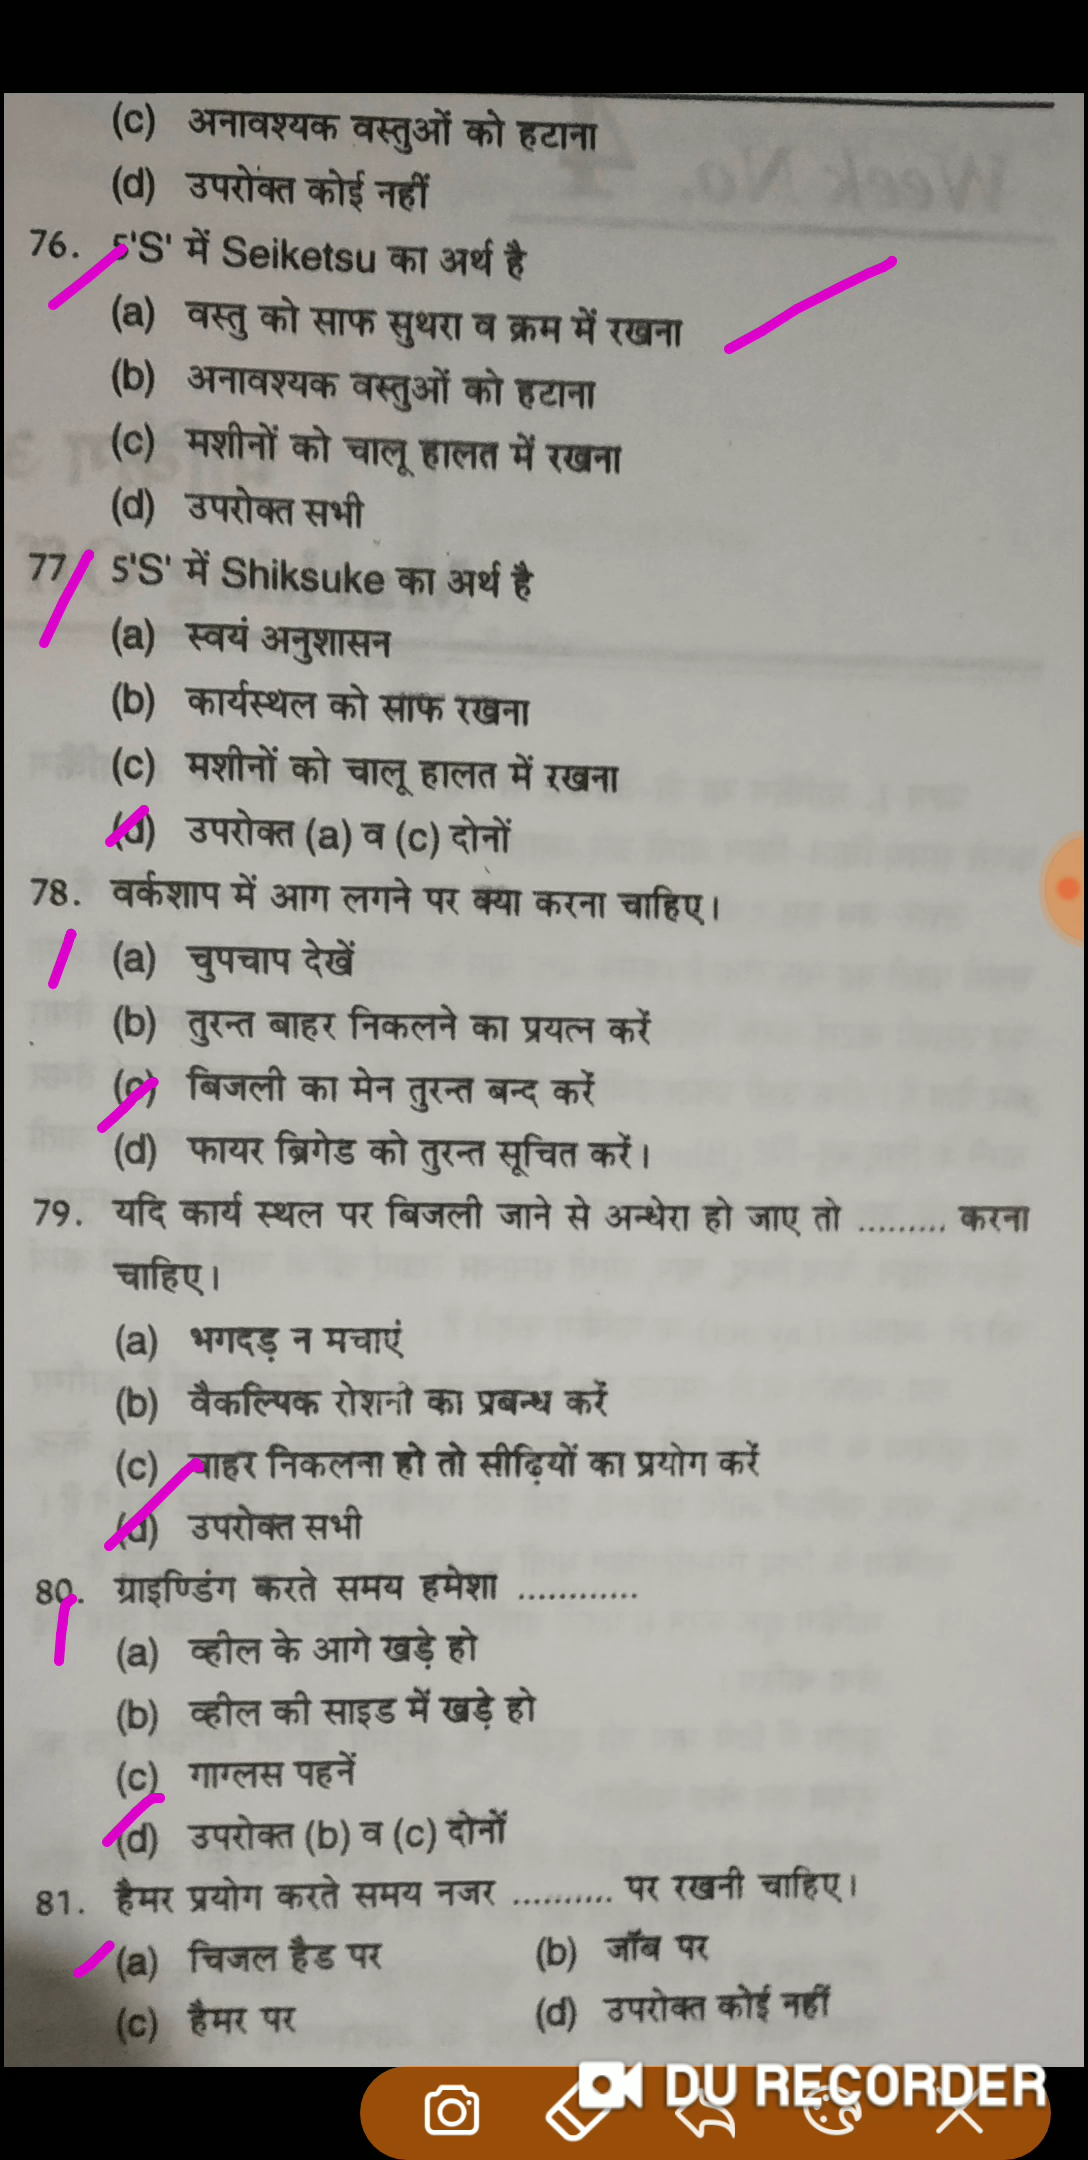 Week No. 4
(c) अनावश्यक वस्तुओं को हटाना
(d) उपरोक्त कोई नहीं
76. 5'S' में Seiketsu का अर्थ है
(a) वस्तु को साफ सुथरा व क्रम में रखना
(b) अनावश्यक वस्तुओं को हटाना
(c) मशीनों को चालू हालत में रखना
(d) उपरोक्त सभी
77. 5'S' में Shiksuke का अर्थ है
(a) स्वयं अनुशासन
(b) कार्यस्थल को साफ रखना
(c) मशीनों को चालू हालत में रखना
(d) उपरोक्त (a) व (c) दोनों
78. वर्कशाप में आग लगने पर क्या करना चाहिए।
(a) चुपचाप देखें
(b) तुरन्त बाहर निकलने का प्रयत्न करें
(c) बिजली का मेन तुरन्त बन्द करें
(d) फायर ब्रिगेड को तुरन्त सूचित करें।
79. यदि कार्य स्थल पर बिजली जाने से अन्धेरा हो जाए तो ......... करना
चाहिए।
(a) भगदड़ न मचाएं
(b) वैकल्पिक रोशनी का प्रबन्ध करें
(c) बाहर निकलना हो तो सीढ़ियों का प्रयोग करें
(d) उपरोक्त सभी
80. ग्राइण्डिंग करते समय हमेशा ............
(a) व्हील के आगे खड़े हो
(b) व्हील की साइड में खड़े हो
(c) गाग्लस पहनें
(d) उपरोक्त (b) व (c) दोनों
81. हैमर प्रयोग करते समय नजर .......... पर रखनी चाहिए।
(a) चिजल हैड पर (b) जॉब पर
(c) हैमर पर (d) उपरोक्त कोई नहीं
DU RECORDER